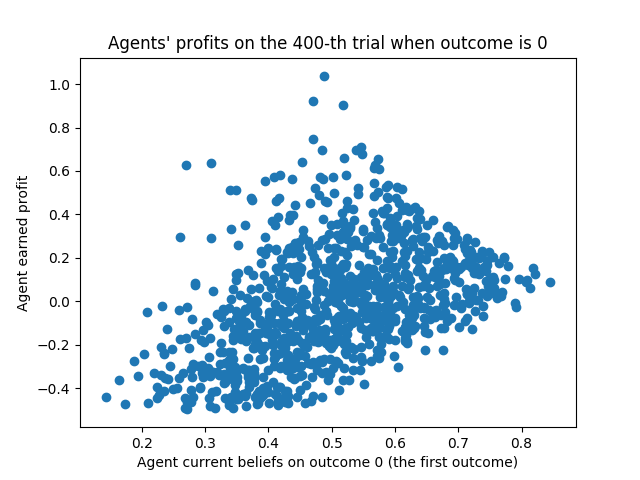 Agents' profits on the 400-th trial when outcome is 0
1.0
0.8
0.6
0.4
0.2
0.0
−0.2
−0.4
Agent earned profit
0.2 0.3 0.4 0.5 0.6 0.7 0.8
Agent current beliefs on outcome 0 (the first outcome)